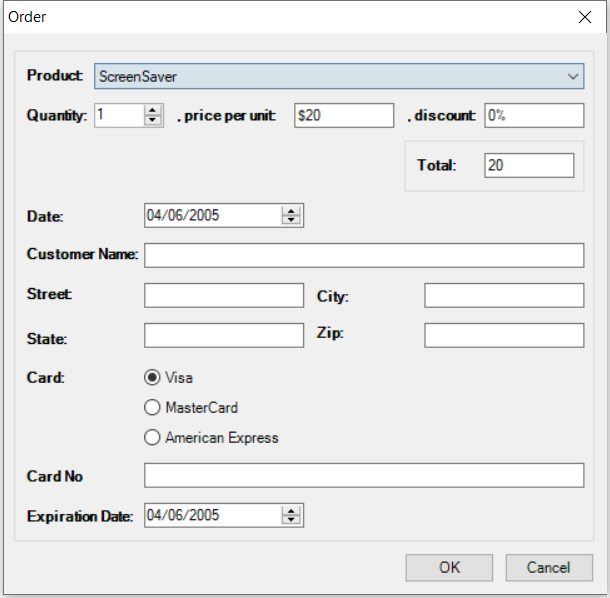 Order
Product: ScreenSaver
Quantity: 1 , price per unit: $20 , discount: 0%
Total: 20
Date: 04/06/2005
Customer Name:
Street: City:
State: Zip:
Card: Visa
MasterCard
American Express
Card No
Expiration Date: 04/06/2005
OK Cancel